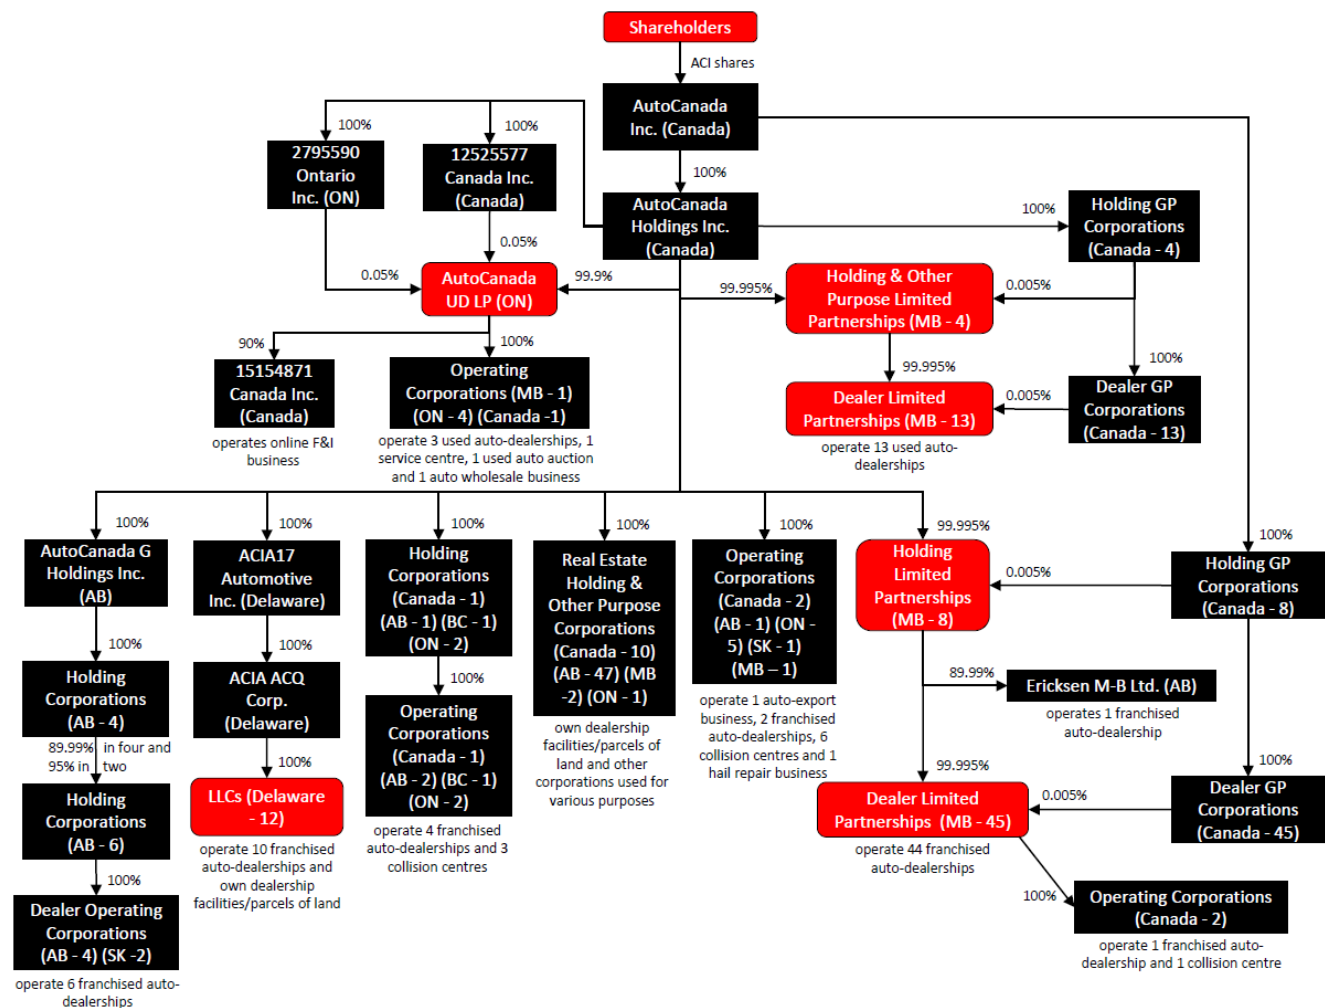 Shareholders
ACI shares
AutoCanada
Inc. (Canada)
100%
100%
2795590
Ontario
Inc. (ON)
12525577
Canada Inc.
(Canada)
100%
AutoCanada
Holdings Inc.
(Canada)
100%
Holding GP
Corporations
(Canada - 4)
0.05%
0.05%
AutoCanada
UD LP (ON)
99.9%
99.995%
Holding & Other
Purpose Limited
Partnerships (MB - 4)
0.005%
90%
100%
99.995%
100%
15154871
Canada Inc.
(Canada)
operates online F&I
business
Operating
Corporations (MB - 1)
(ON - 4) (Canada -1)
operate 3 used auto-dealerships, 1
service centre, 1 used auto auction
and 1 auto wholesale business
Dealer Limited
Partnerships (MB - 13)
operate 13 used auto-
dealerships
0.005%
Dealer GP
Corporations
(Canada - 13)
100%
100%
100%
100%
100%
99.995%
100%
AutoCanada G
Holdings Inc.
(AB)
100%
Holding
Corporations
(AB - 4)
89.99% in four and
95% in two
Holding
Corporations
(AB - 6)
100%
Dealer Operating
Corporations
(AB - 4) (SK -2)
operate 6 franchised auto-
dealerships
ACIA17
Automotive
Inc. (Delaware)
100%
ACIA ACQ
Corp.
(Delaware)
100%
LLCs (Delaware
- 12)
operate 10 franchised
auto-dealerships and
own dealership
facilities/parcels of land
Holding
Corporations
(Canada - 1)
(AB - 1) (BC - 1)
(ON - 2)
100%
Operating
Corporations
(Canada - 1)
(AB - 2) (BC - 1)
(ON - 2)
operate 4 franchised
auto-dealerships and 3
collision centres
Real Estate
Holding &
Other Purpose
Corporations
(Canada - 10)
(AB - 47) (MB
-2) (ON - 1)
own dealership
facilities/parcels of
land and other
corporations used for
various purposes
Operating
Corporations
(Canada - 2)
(AB - 1) (ON -
5) (SK - 1)
(MB – 1)
operate 1 auto-export
business, 2 franchised
auto-dealerships, 6
collision centres and 1
hail repair business
Holding
Limited
Partnerships
(MB - 8)
0.005%
Holding GP
Corporations
(Canada - 8)
89.99%
Ericksen M-B Ltd. (AB)
operates 1 franchised
auto-dealership
99.995%
100%
Dealer Limited
Partnerships (MB - 45)
operate 44 franchised
auto-dealerships
0.005%
Dealer GP
Corporations
(Canada - 45)
100%
Operating Corporations
(Canada - 2)
operate 1 franchised auto-
dealership and 1 collision centre